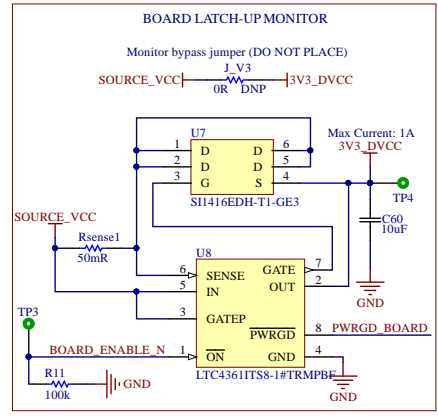 BOARD LATCH-UP MONITOR
Monitor bypass jumper (DO NOT PLACE)
J_V3
SOURCE_VCC 3V3_DVCC
0R DNP
U7
1 D D 6
2 D D 5
3 G S 4
SI1416EDH-T1-GE3
Max Current: 1A
3V3_DVCC
TP4
C60
10uF
GND
SOURCE_VCC
Rsense1
50mR
U8
6 SENSE GATE 7
5 IN OUT 2
3 GATEP
PWRGD 8 PWRGD_BOARD
1 ON GND 4
LTC4361ITS8-1#TRMPBF
GND
TP3
BOARD_ENABLE_N
R11
100k
GND